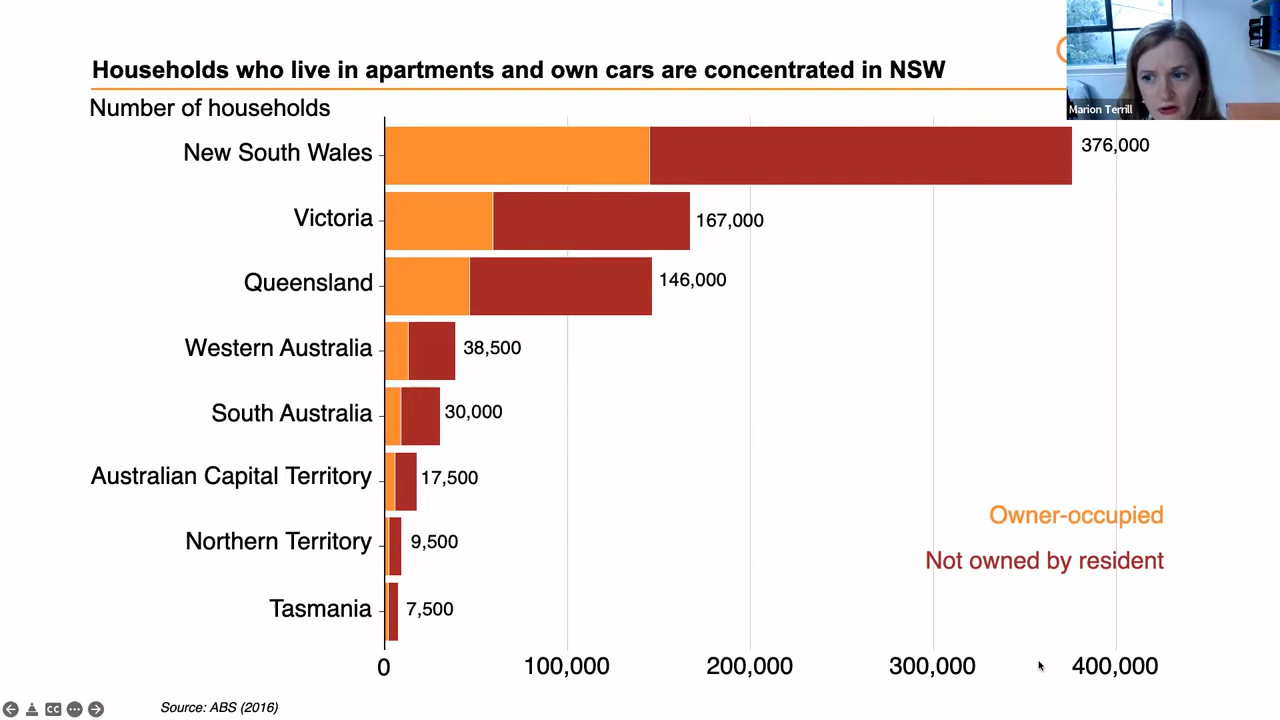 Households who live in apartments and own cars are concentrated in NSW
Marion Terrill
Number of households
New South Wales
376,000
Victoria
167,000
Queensland
146,000
Western Australia
38,500
South Australia
30,000
Australian Capital Territory
17,500
Northern Territory
9,500
Tasmania
7,500
Owner-occupied
Not owned by resident
0
100,000
200,000
300,000
400,000
CC
Source: ABS (2016)